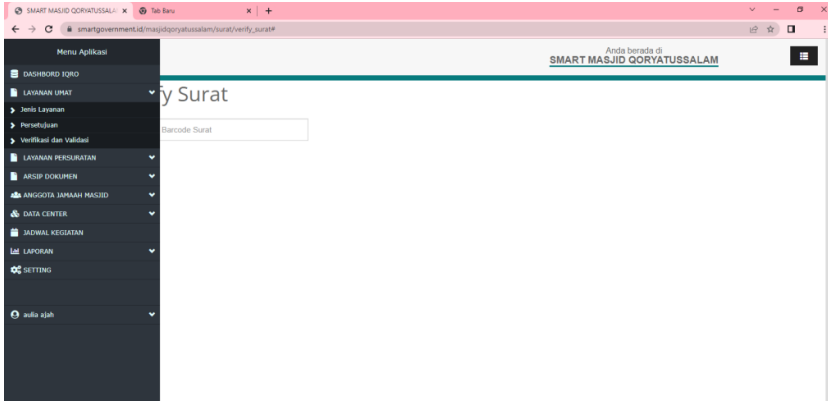 SMART MASJID QORYATUSSALA
Tab Baru
smartgovernment.id/masjidqoryatussalam/surat/verify_surat#
Menu Aplikasi
Anda berada di
SMART MASJID QORYATUSSALAM
DASHBORD IQRO
LAYANAN UMAT
fy Surat
Jenis Layanan
Persetujuan
Barcode Surat
Verifikasi dan Validasi
LAYANAN PERSURATAN
ARSIP DOKUMEN
ANGGOTA JAMAAH MASJID
DATA CENTER
JADWAL KEGIATAN
LAPORAN
SETTING
aulia ajah